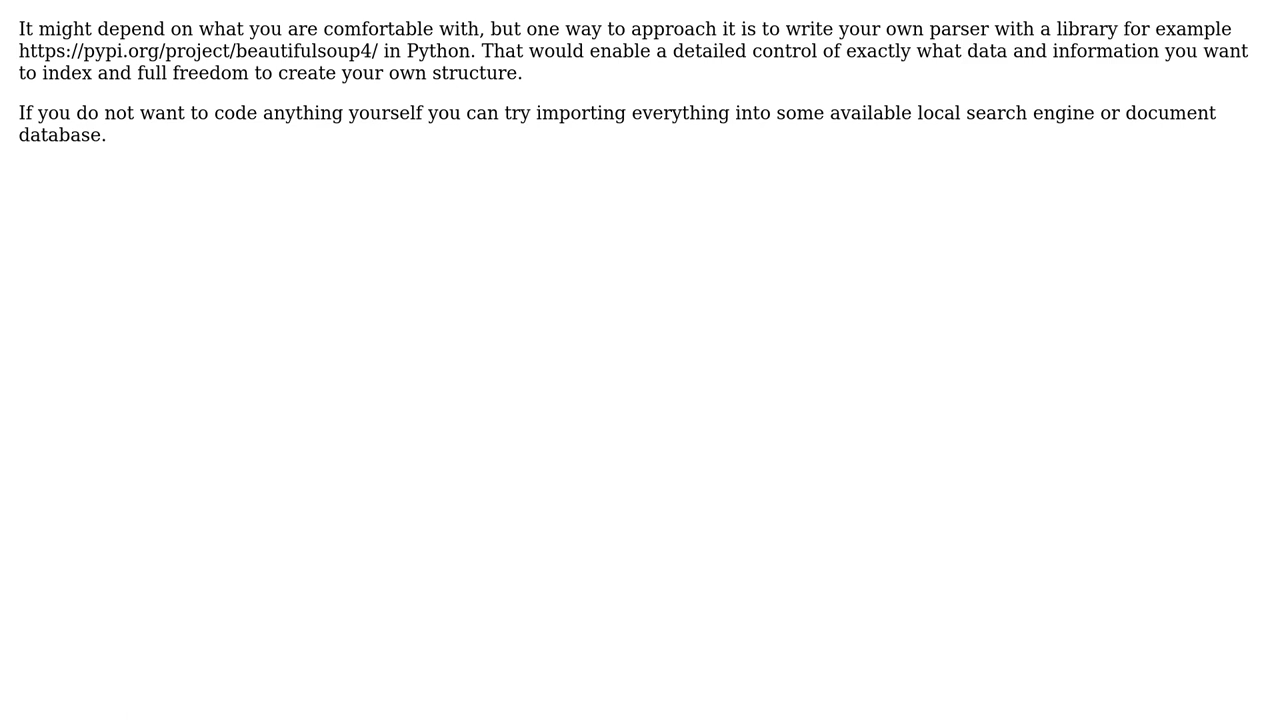 It might depend on what you are comfortable with, but one way to approach it is to write your own parser with a library for example
https://pypi.org/project/beautifulsoup4/ in Python. That would enable a detailed control of exactly what data and information you want
to index and full freedom to create your own structure.
If you do not want to code anything yourself you can try importing everything into some available local search engine or document
database.